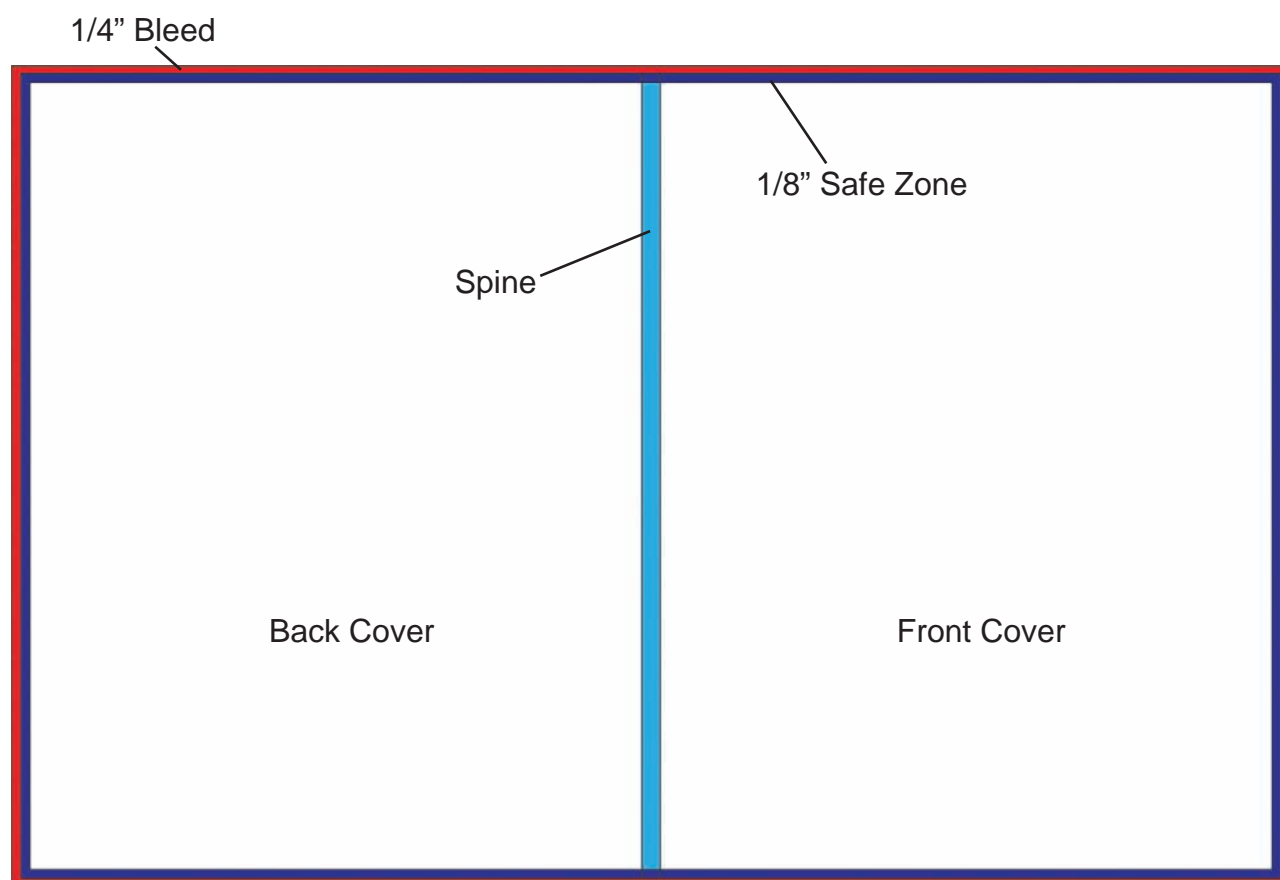 1/4” Bleed
1/8” Safe Zone
Spine
Back Cover
Front Cover